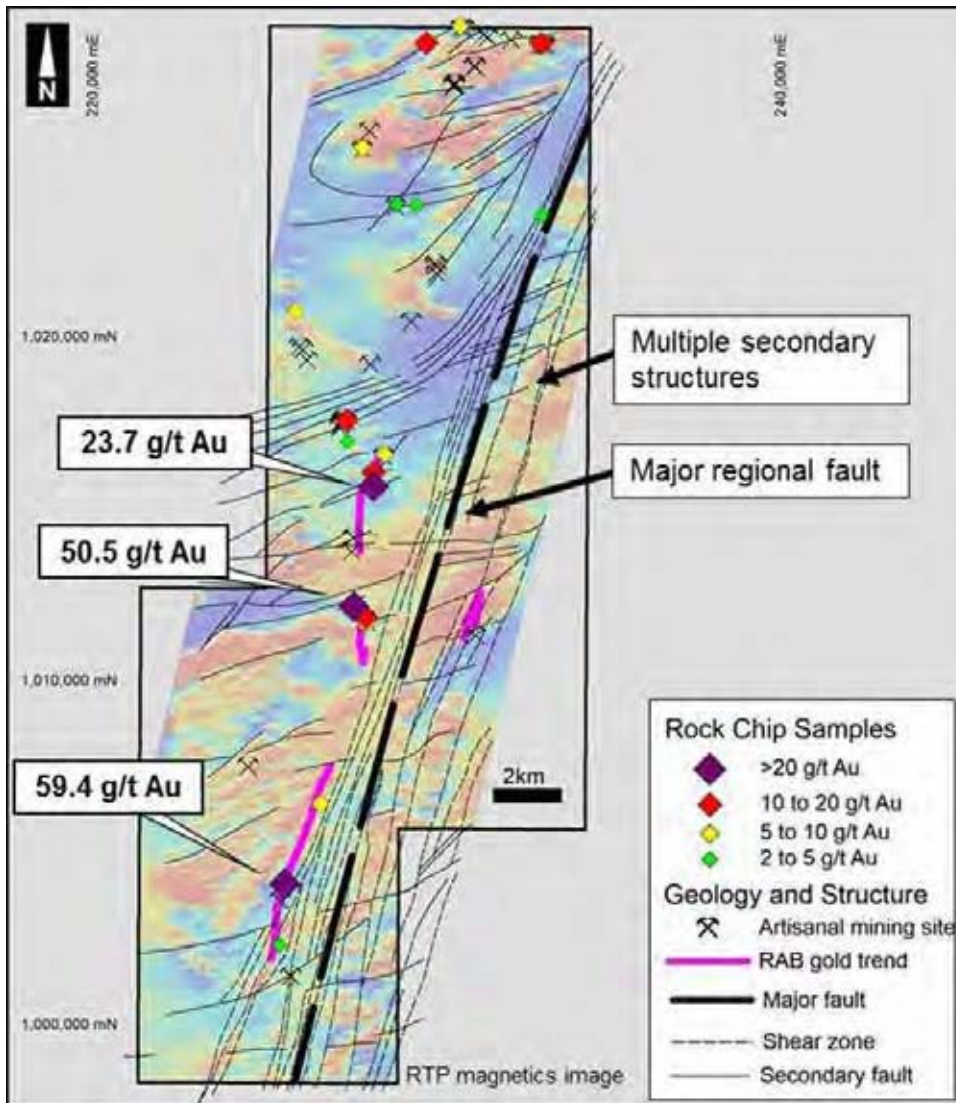 N
220,000 mE
240,000 mE
1,020,000 mN
Multiple secondary
structures
23.7 g/t Au
Major regional fault
50.5 g/t Au
1,010,000 mN
59.4 g/t Au
2km
Rock Chip Samples
>20 g/t Au
10 to 20 g/t Au
5 to 10 g/t Au
2 to 5 g/t Au
Geology and Structure
Artisanal mining site
RAB gold trend
Major fault
Shear zone
Secondary fault
1,000,000 mN
RTP magnetics image